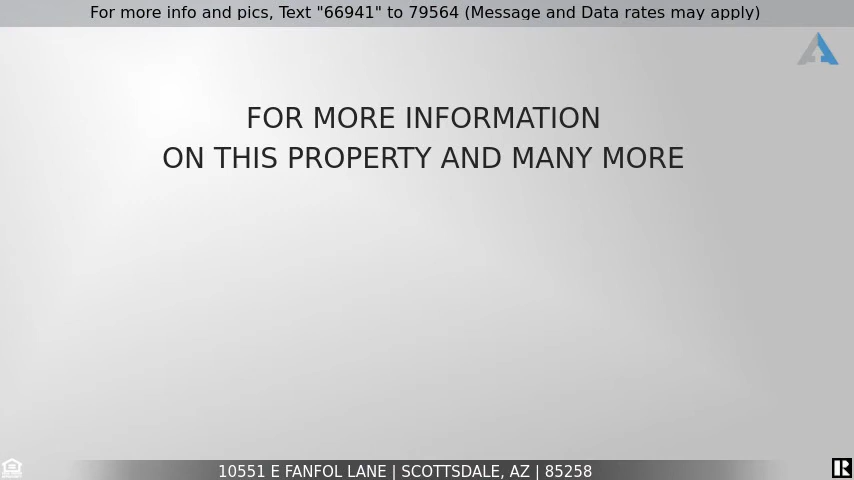 For more info and pics, Text "66941" to 79564 (Message and Data rates may apply)
FOR MORE INFORMATION
ON THIS PROPERTY AND MANY MORE
10551 E FANFOL LANE | SCOTTSDALE, AZ | 85258